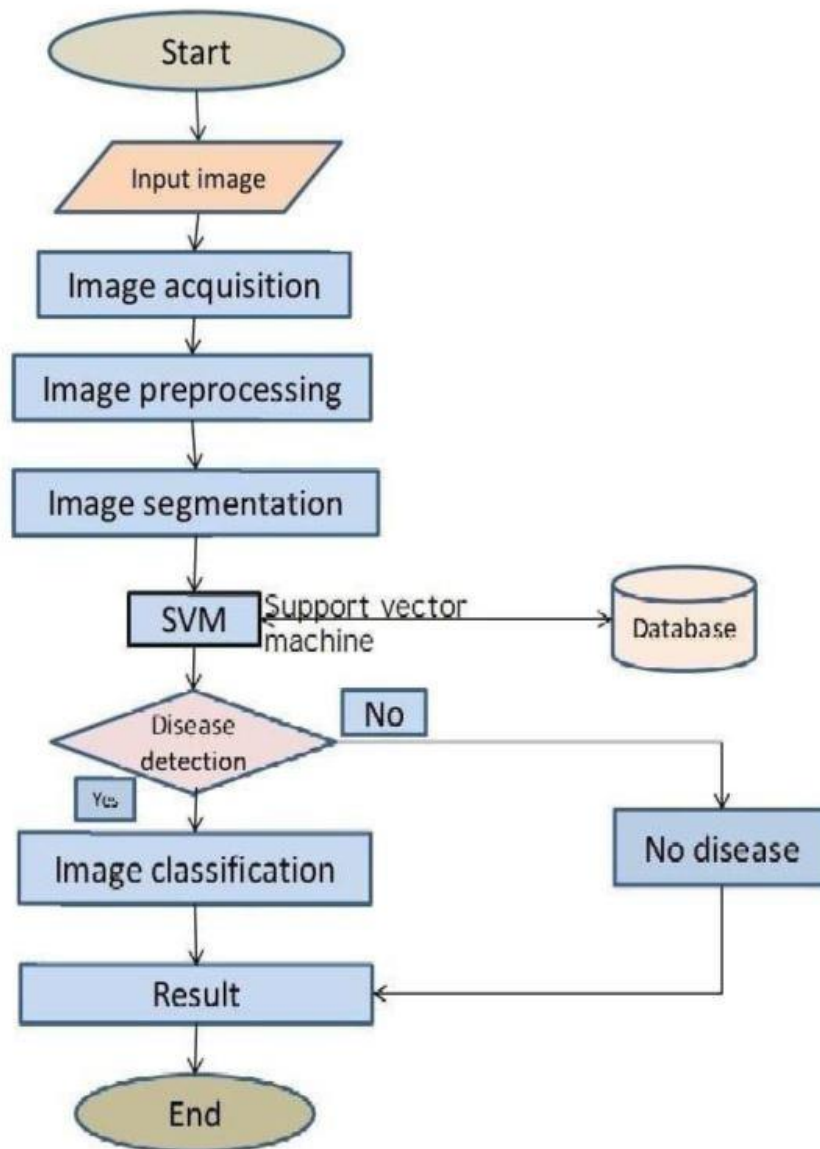 Start
Input image
Image acquisition
Image preprocessing
Image segmentation
SVM
Support vector
machine
Database
Disease
detection
No
Yes
Image classification
No disease
Result
End